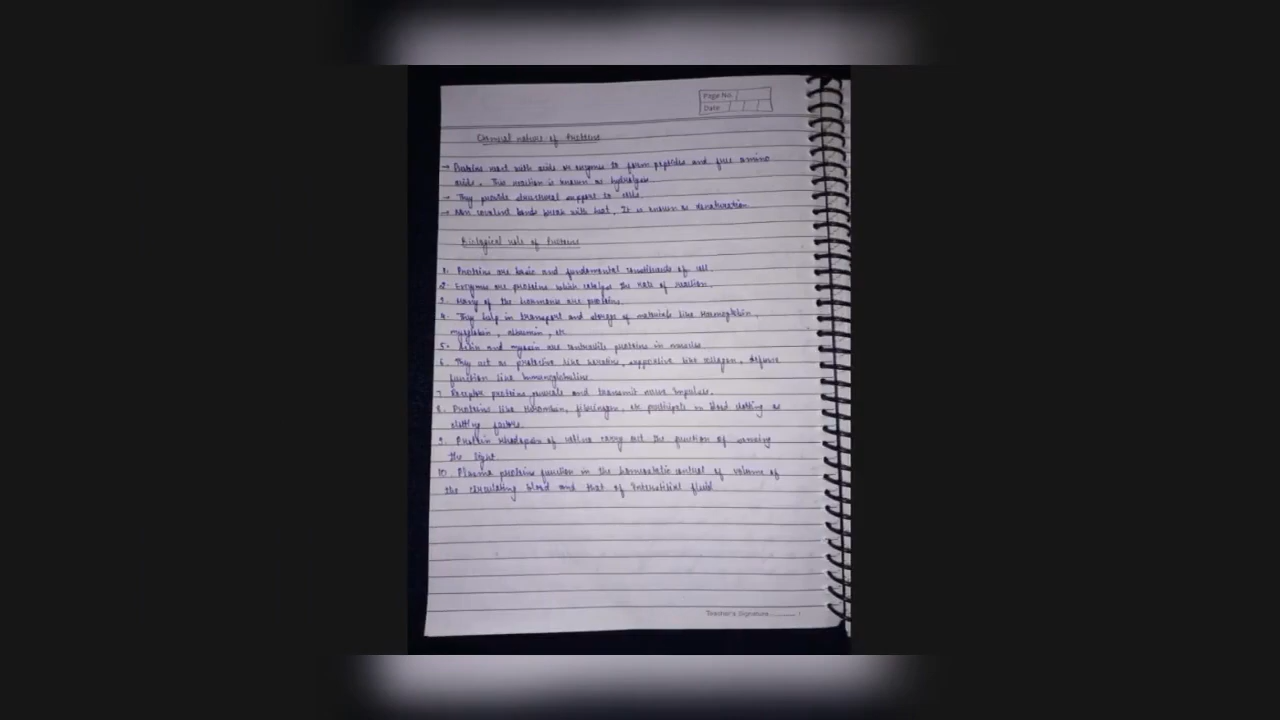 Page No.
Date
Chemical nature of Proteins
→ Proteins react with acids or enzymes to form peptides and free amino
acids. This reaction is known as hydrolysis.
→ They provide structural support to cells.
→ Non covalent bonds break with heat. It is known as denaturation.
Biological role of Proteins
1. Proteins are basic and fundamental constituents of cell.
2. Enzymes are proteins which catalyse the rate of reaction.
3. Many of the hormones are protein.
4. They help in transport and storage of materials like Haemoglobin,
myoglobin, albumin, etc
5. Actin and myosin are contractile proteins in muscles
6. They act as protective like keratins, supportive like collagen, defense
function like Immunoglobulins
7. Receptor proteins generate and transmit nerve impulses.
8. Proteins like thrombin, fibrinogen, etc participate in blood clotting as
clotting factors.
9. Protein Rhodopsin of retina carry out the function of sensing
the light
10. Plasma proteins function in the homeostatic control of volume of
the circulating blood and that of Interstitial fluid
Teacher's Signature